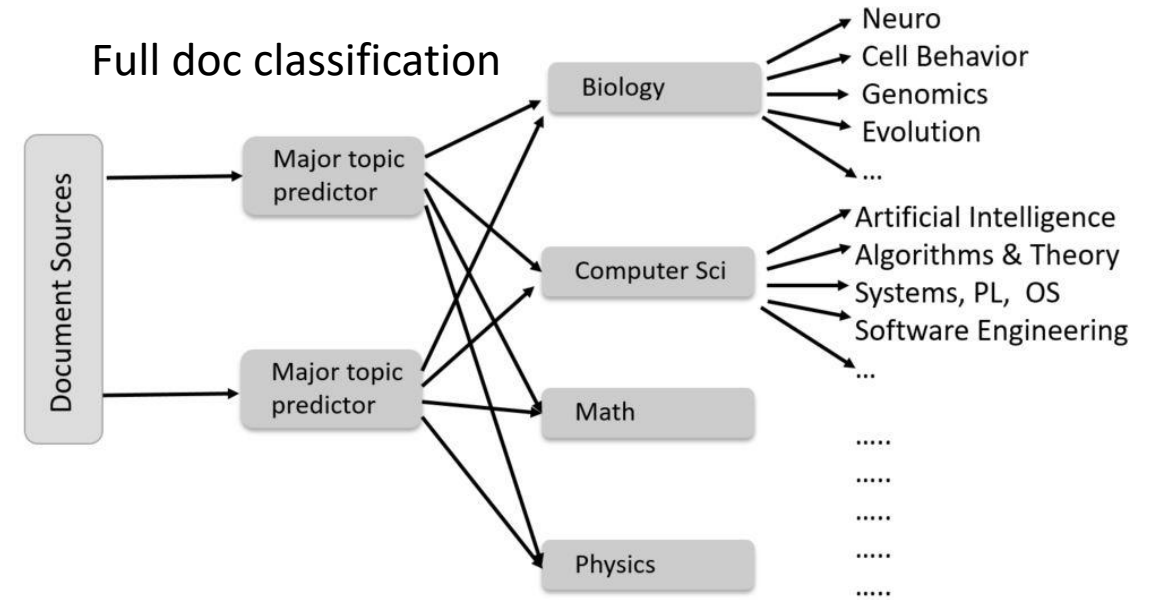 Full doc classification
Document Sources
Major topic
predictor
Major topic
predictor
Biology
Computer Sci
Math
Physics
Neuro
Cell Behavior
Genomics
Evolution
...
Artificial Intelligence
Algorithms & Theory
Systems, PL, OS
Software Engineering
...
.....
.....
.....
.....
.....